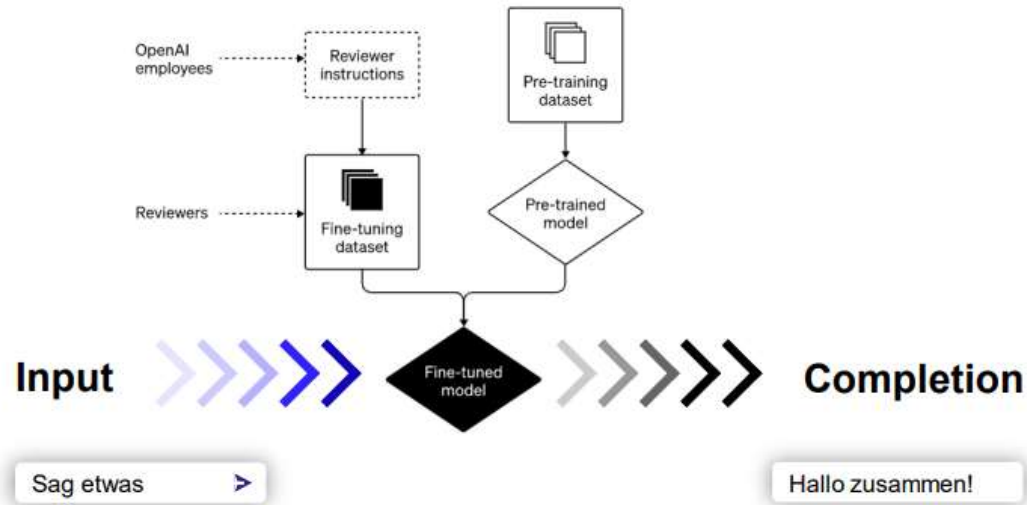 OpenAI
employees
Reviewer
instructions
Pre-training
dataset
Reviewers
Fine-tuning
dataset
Pre-trained
model
Input
Fine-tuned
model
Completion
Sag etwas
Hallo zusammen!